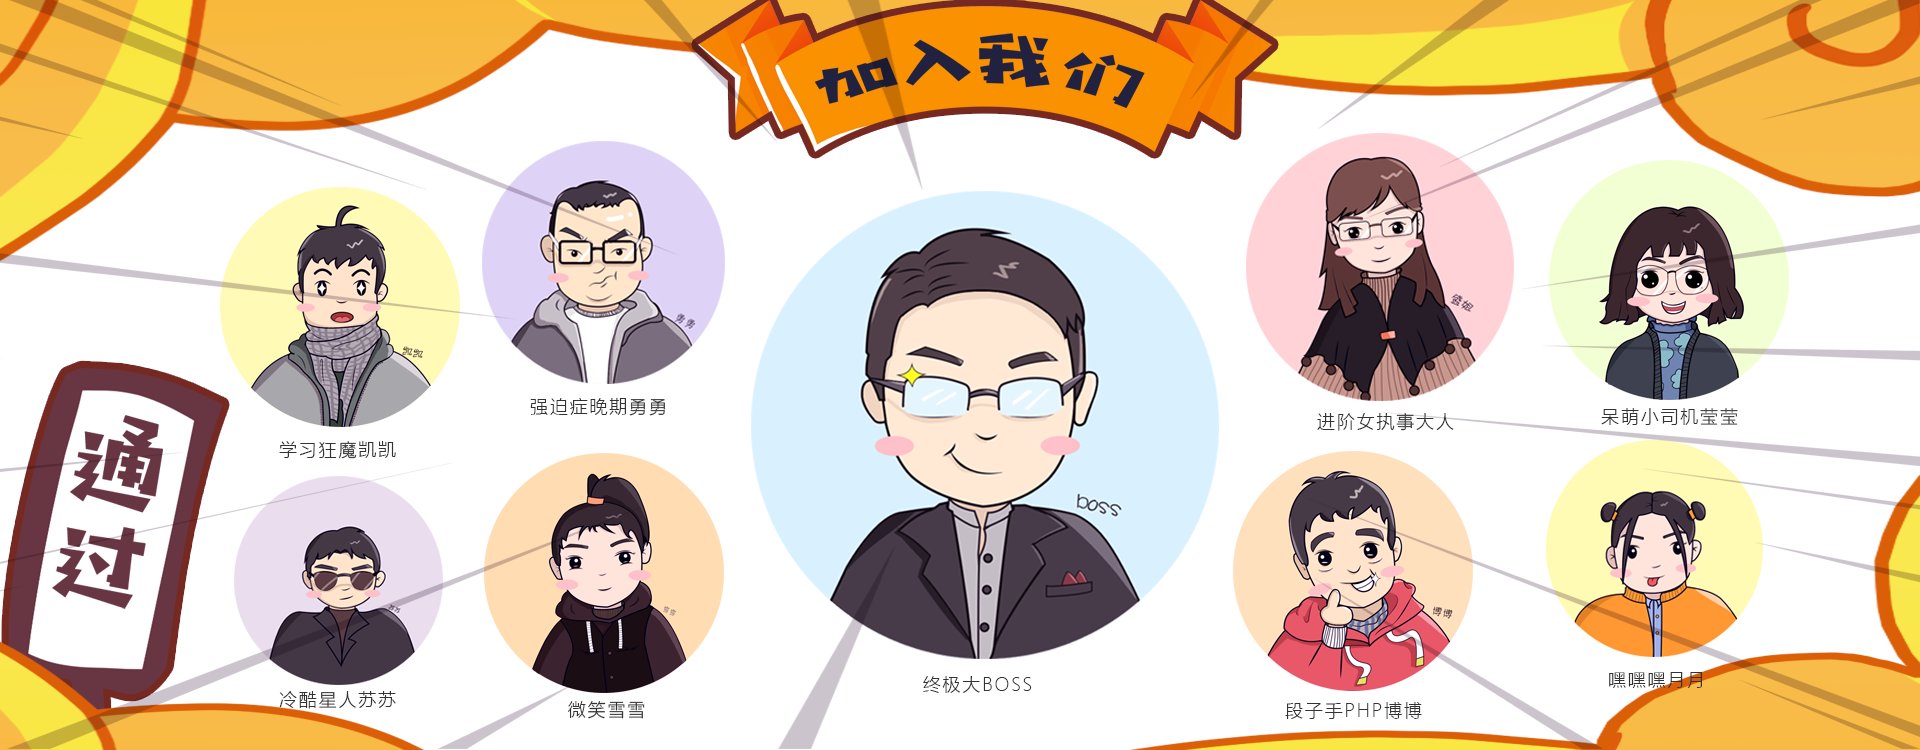 加入我们
凯凯
学习狂魔凯凯
勇勇
强迫症晚期勇勇
boss
终极大BOSS
盛妮
进阶女执事大人
呆萌小司机莹莹
通过
苏苏
冷酷星人苏苏
雪雪
微笑雪雪
博博
段子手PHP博博
嘿嘿嘿月月